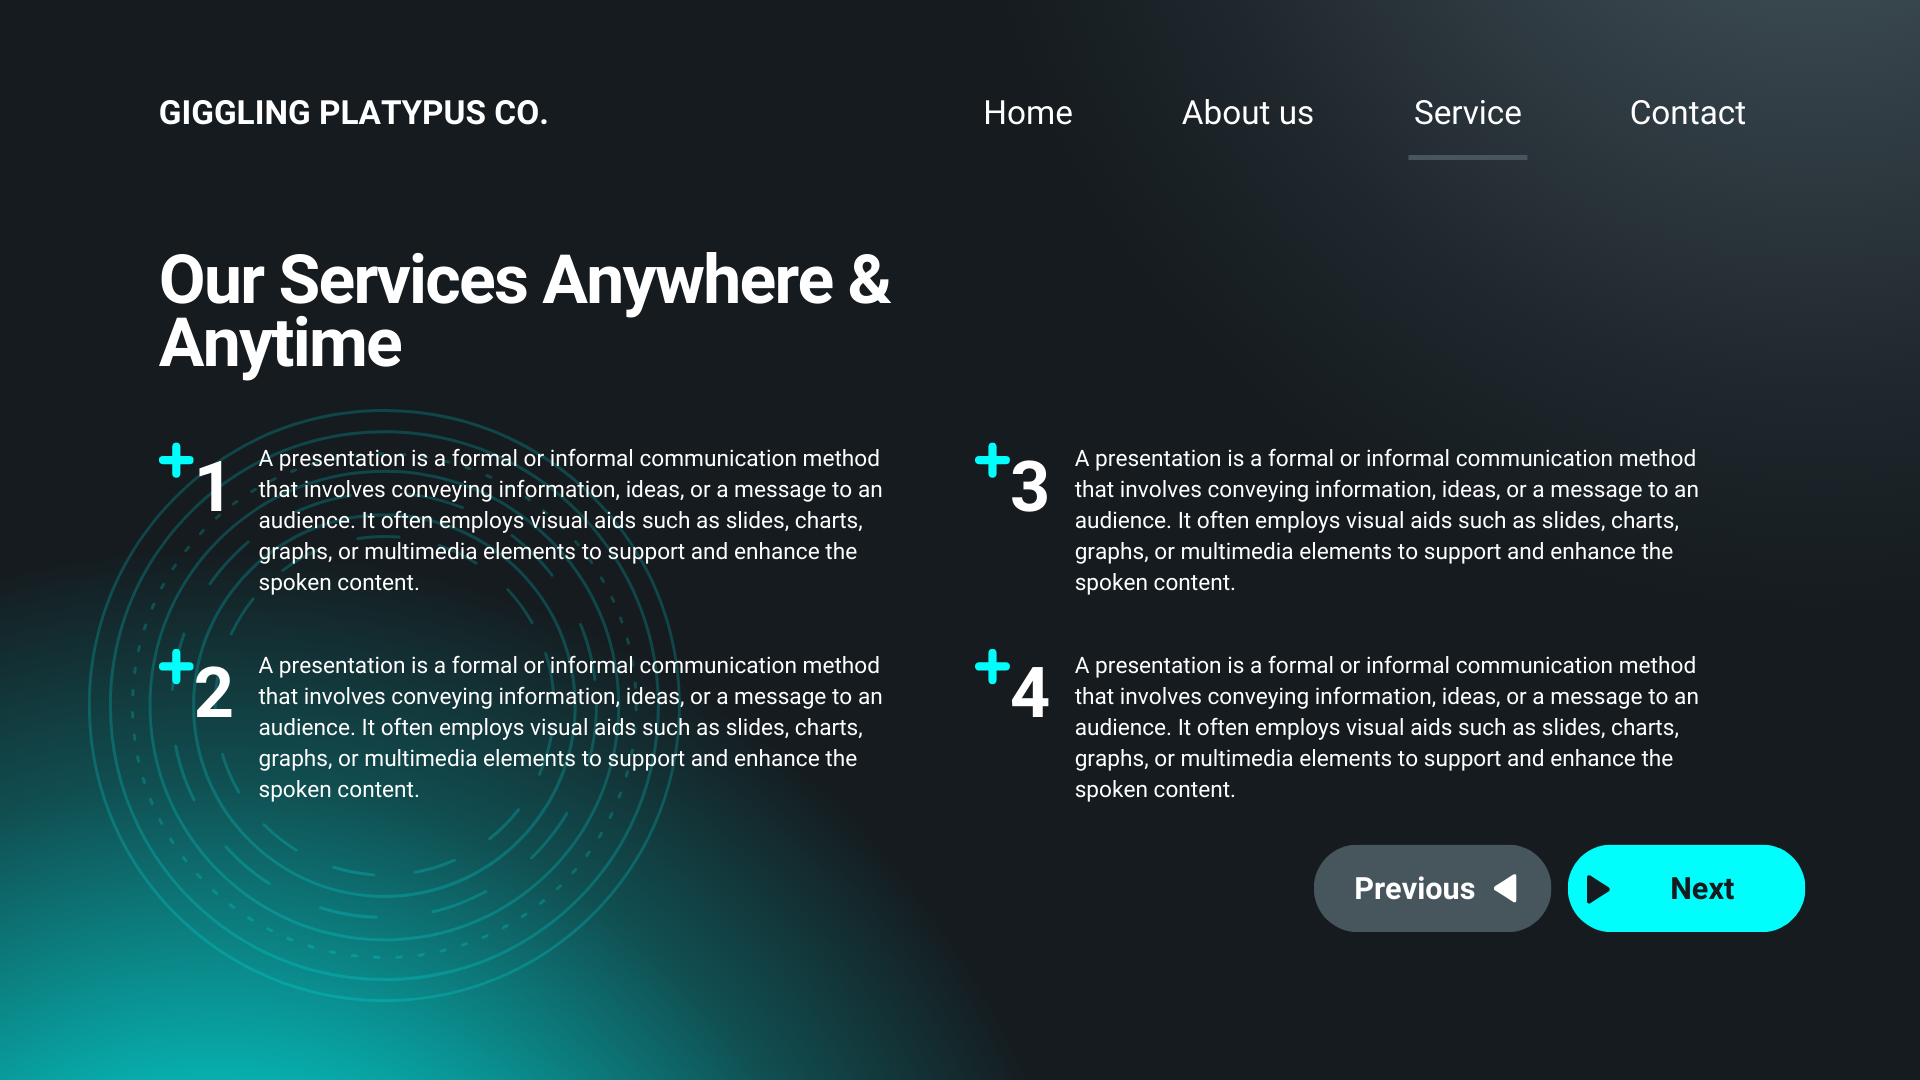 GIGGLING PLATYPUS CO.
Home
About us
Service
Contact
Our Services Anywhere &
Anytime
1
A presentation is a formal or informal communication method
that involves conveying information, ideas, or a message to an
audience. It often employs visual aids such as slides, charts,
graphs, or multimedia elements to support and enhance the
spoken content.
2
A presentation is a formal or informal communication method
that involves conveying information, ideas, or a message to an
audience. It often employs visual aids such as slides, charts,
graphs, or multimedia elements to support and enhance the
spoken content.
3
A presentation is a formal or informal communication method
that involves conveying information, ideas, or a message to an
audience. It often employs visual aids such as slides, charts,
graphs, or multimedia elements to support and enhance the
spoken content.
4
A presentation is a formal or informal communication method
that involves conveying information, ideas, or a message to an
audience. It often employs visual aids such as slides, charts,
graphs, or multimedia elements to support and enhance the
spoken content.
Previous
Next